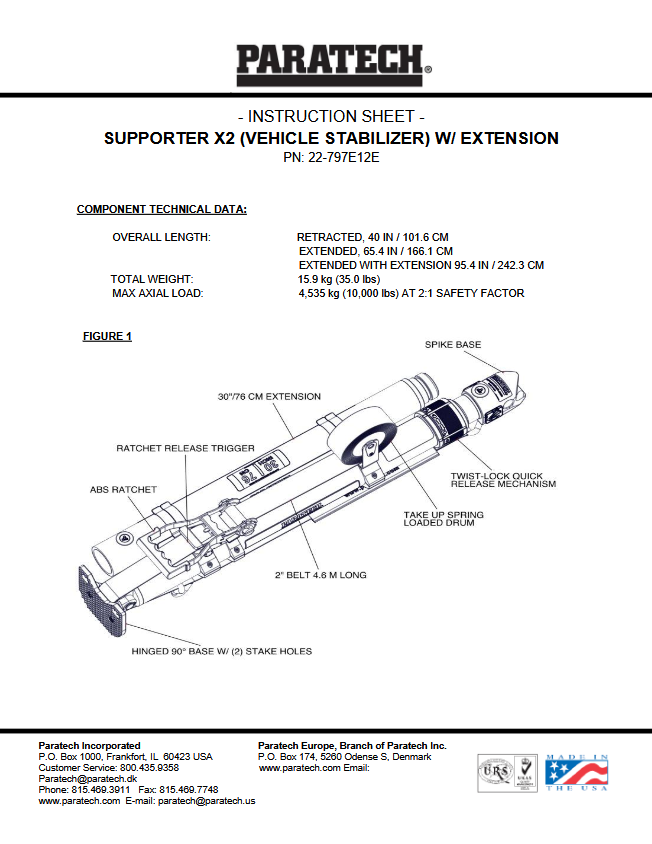 PARATECH®
- INSTRUCTION SHEET -
SUPPORTER X2 (VEHICLE STABILIZER) W/ EXTENSION
PN: 22-797E12E
COMPONENT TECHNICAL DATA:
OVERALL LENGTH: RETRACTED, 40 IN / 101.6 CM
EXTENDED, 65.4 IN / 166.1 CM
EXTENDED WITH EXTENSION 95.4 IN / 242.3 CM
TOTAL WEIGHT: 15.9 kg (35.0 lbs)
MAX AXIAL LOAD: 4,535 kg (10,000 lbs) AT 2:1 SAFETY FACTOR
FIGURE 1
SPIKE BASE
30"/76 CM EXTENSION
RATCHET RELEASE TRIGGER
30
INCH
76
CM
TWIST-LOCK QUICK
RELEASE MECHANISM
ABS RATCHET
TAKE UP SPRING
LOADED DRUM
2" BELT 4.6 M LONG
HINGED 90° BASE W/ (2) STAKE HOLES
Paratech Incorporated
P.O. Box 1000, Frankfort, IL 60423 USA
Customer Service: 800.435.9358
Paratech@paratech.dk
Phone: 815.469.3911 Fax: 815.469.7748
www.paratech.com E-mail: paratech@paratech.us
Paratech Europe, Branch of Paratech Inc.
P.O. Box 174, 5260 Odense S, Denmark
www.paratech.com Email:
URS
UKAS
MADE IN
THE USA